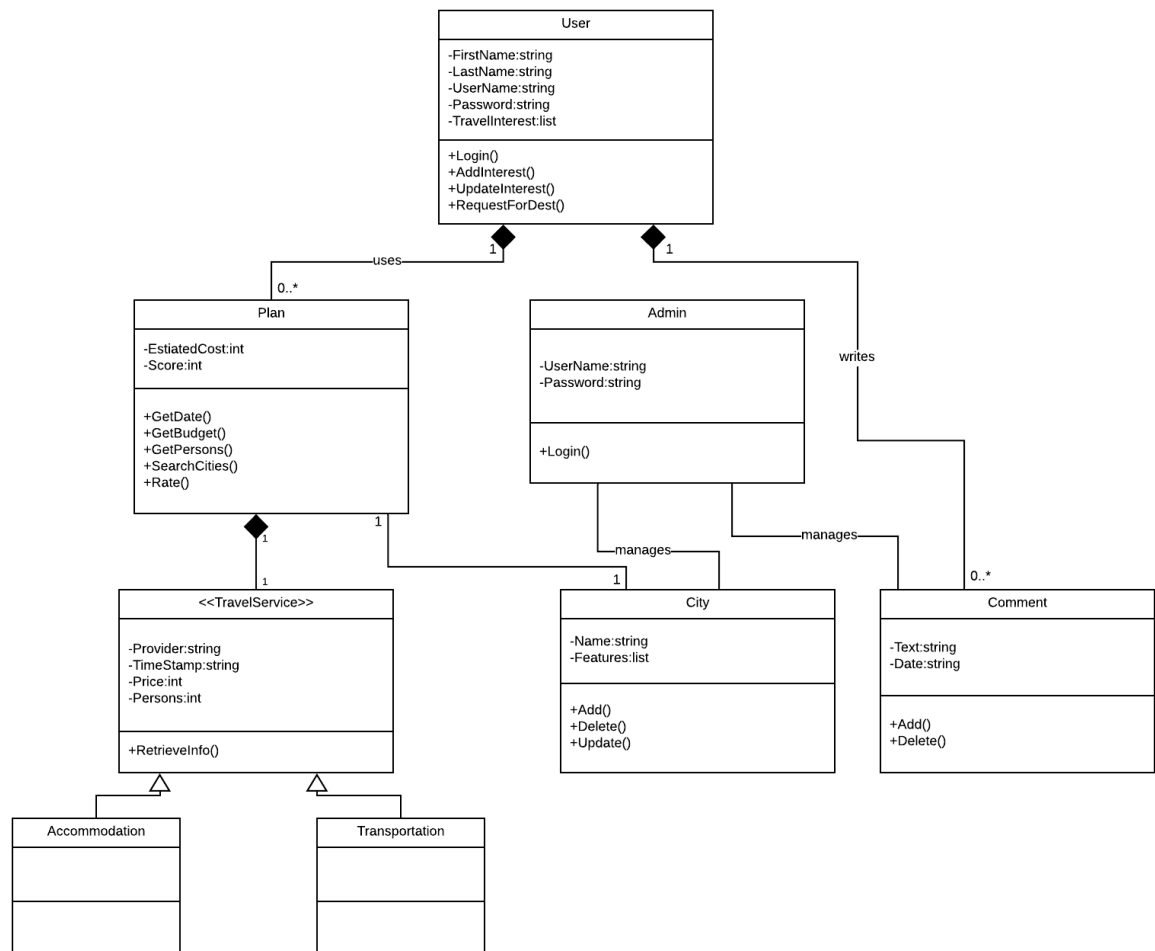 User
-FirstName:string
-LastName:string
-UserName:string
-Password:string
-TravelInterest:list
+Login()
+AddInterest()
+UpdateInterest()
+RequestForDest()
1
1
uses
0..*
Plan
-EstiatedCost:int
-Score:int
+GetDate()
+GetBudget()
+GetPersons()
+SearchCities()
+Rate()
Admin
-UserName:string
-Password:string
+Login()
writes
1
1
manages
manages
1
1
0..*
<<TravelService>>
-Provider:string
-TimeStamp:string
-Price:int
-Persons:int
+RetrieveInfo()
City
-Name:string
-Features:list
+Add()
+Delete()
+Update()
Comment
-Text:string
-Date:string
+Add()
+Delete()
Accommodation
Transportation